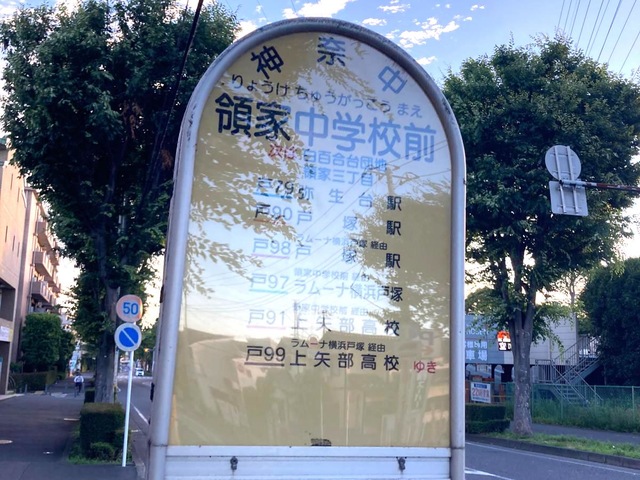 神奈中
りょうけちゅうがっこう まえ
領家中学校前
次は 白百合台団地
領家三丁目
弥生台駅
戸90 戸塚駅
ラムーナ横浜戸塚 経由
戸98 戸塚駅
戸97 ラムーナ横浜戸塚
戸91 上矢部高校
ラムーナ横浜戸塚 経由
戸99 上矢部高校 ゆき
50